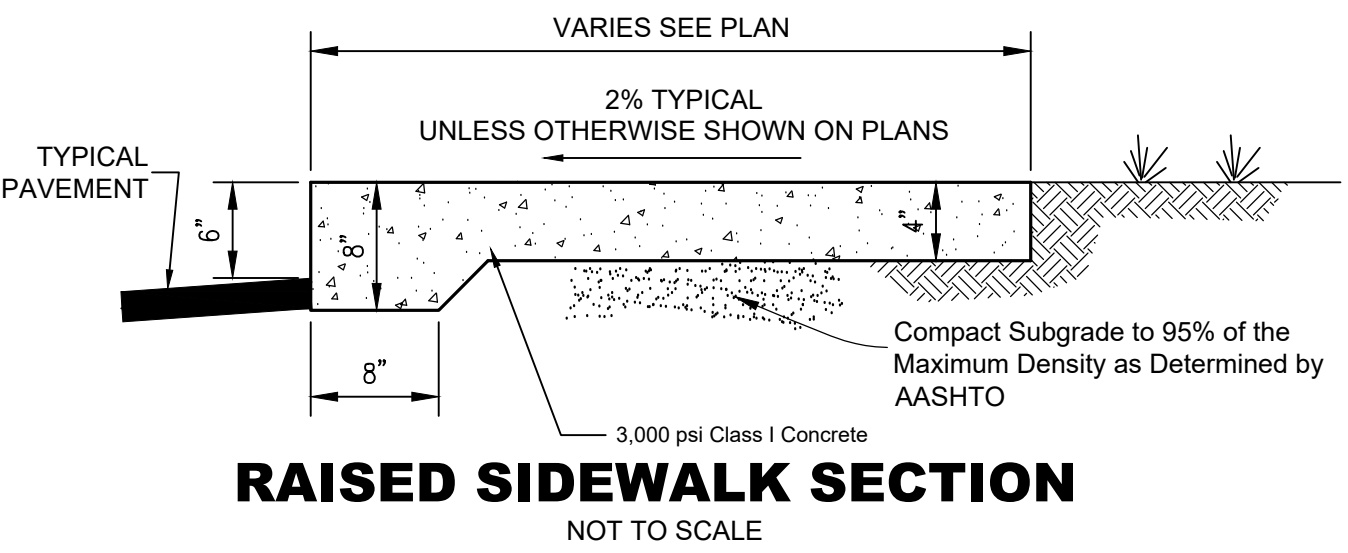 VARIES SEE PLAN
2% TYPICAL
UNLESS OTHERWISE SHOWN ON PLANS
TYPICAL
PAVEMENT
6”
8”
4”
8”
Compact Subgrade to 95% of the
Maximum Density as Determined by
AASHTO
3,000 psi Class I Concrete
RAISED SIDEWALK SECTION
NOT TO SCALE